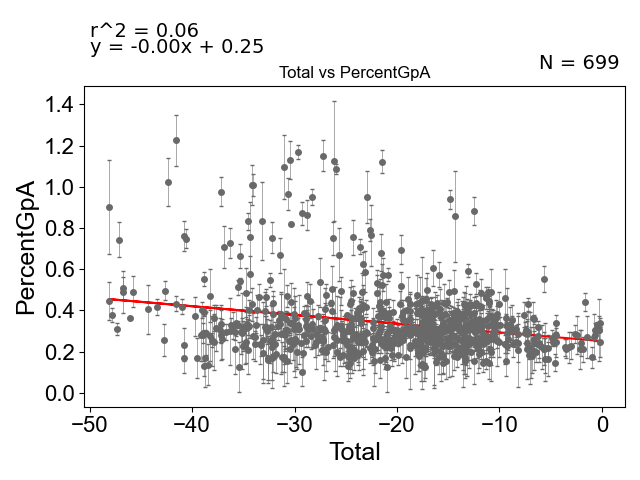 r^2 = 0.06
y = -0.00x + 0.25
N = 699
Total vs PercentGpA
PercentGpA
1.4
1.2
1.0
0.8
0.6
0.4
0.2
0.0
−50 −40 −30 −20 −10 0
Total